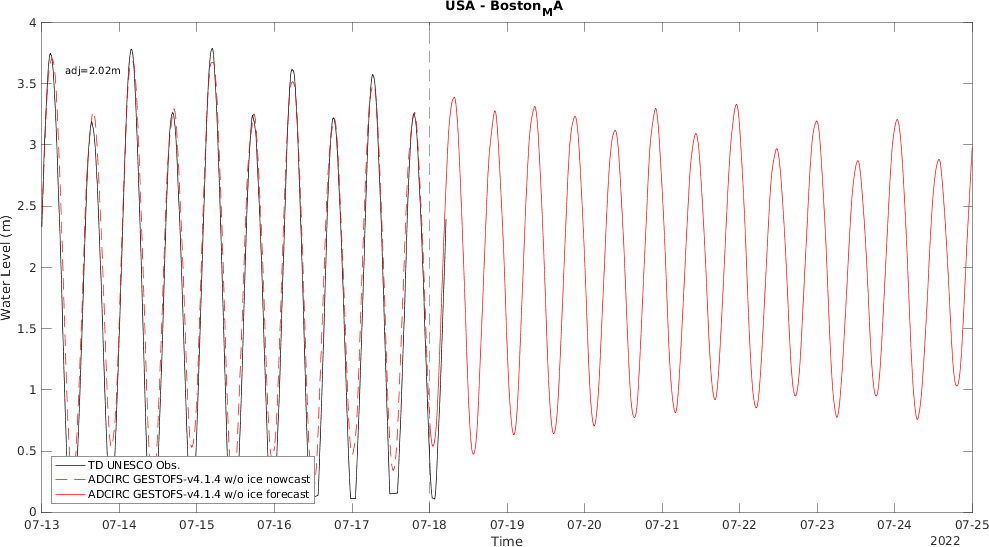 USA - Boston_MA
4
adj=2.02m
3.5
3
2.5
2
1.5
1
0.5
0
Water Level (m)
TD UNESCO Obs.
ADCIRC GESTOFS-v4.1.4 w/o ice nowcast
ADCIRC GESTOFS-v4.1.4 w/o ice forecast
07-13 07-14 07-15 07-16 07-17 07-18 07-19 07-20 07-21 07-22 07-23 07-24 07-25
Time
2022